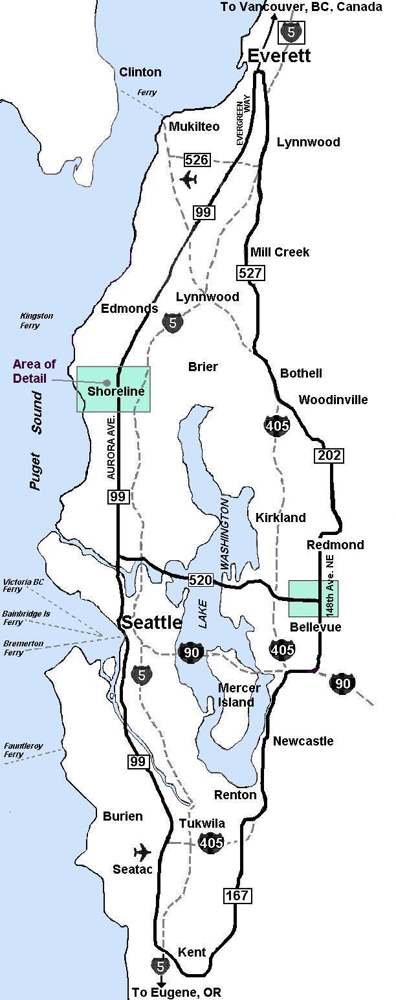 To Vancouver, BC, Canada
5
Everett
Clinton
Ferry
EVERGREEN
WAY
Mukilteo
Lynnwood
526
99
Mill Creek
527
Lynnwood
Edmonds
Kingston
Ferry
5
Area of
Detail
Brier
Bothell
Shoreline
Woodinville
Puget Sound
AURORA AVE.
405
202
99
WASHINGTON
Kirkland
Redmond
148th Ave. NE
520
Victoria BC
Ferry
LAKE
Bainbridge Is
Ferry
Seattle
Bellevue
Bremerton
Ferry
90
405
5
90
Mercer
Island
Newcastle
Fauntleroy
Ferry
99
Renton
Burien
Tukwila
405
Seatac
167
Kent
5
To Eugene, OR